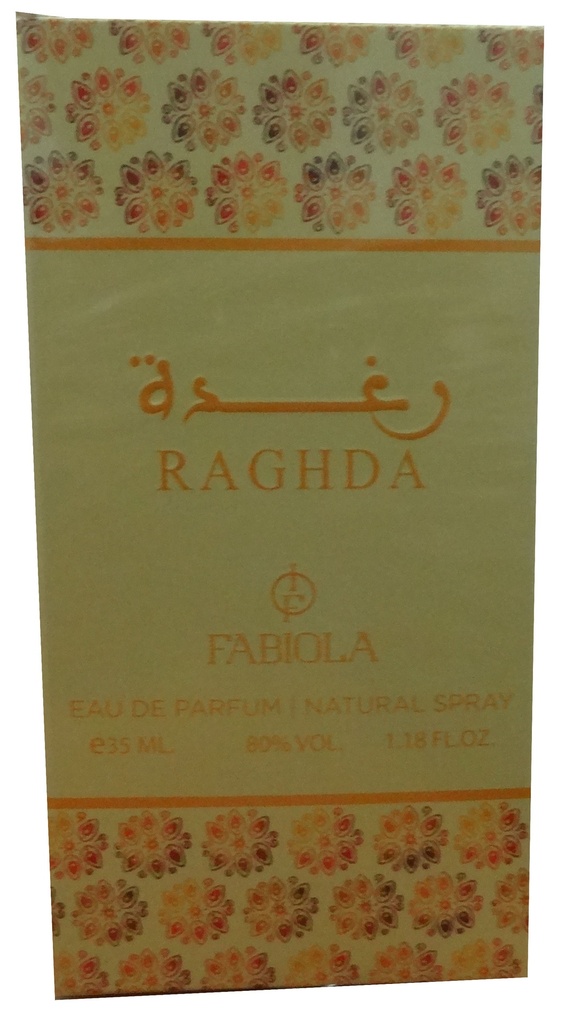 رغدة
RAGHDA
FABIOLA
EAU DE PARFUM | NATURAL SPRAY
e35 ML. 80% VOL. 1.18 FL.OZ.